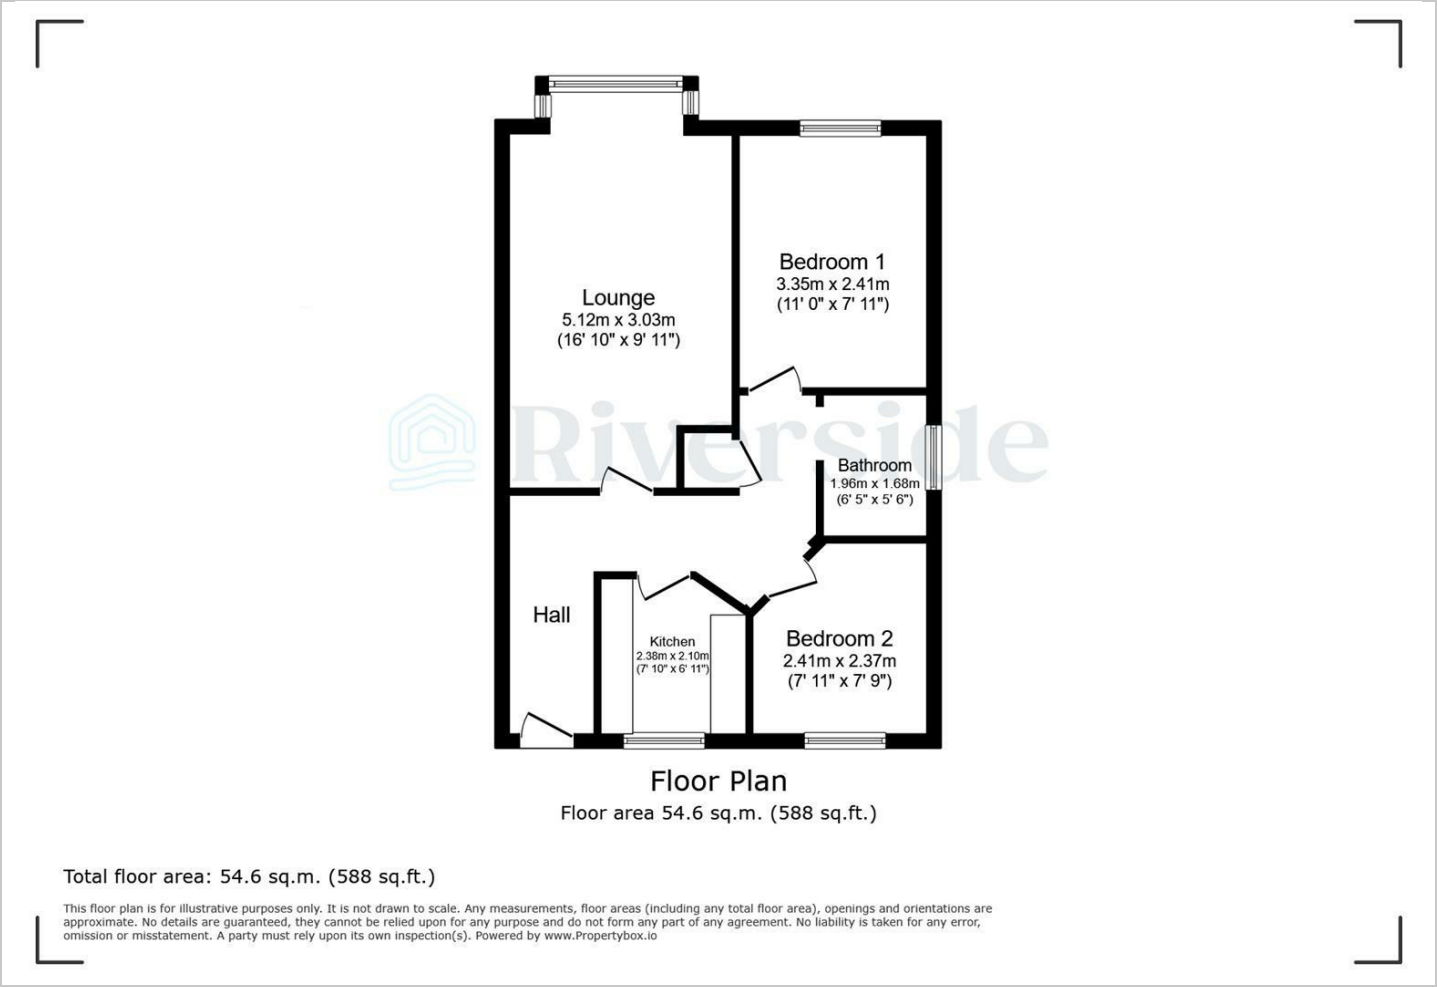 Lounge
5.12m x 3.03m
(16' 10" x 9' 11")
Bedroom 1
3.35m x 2.41m
(11' 0" x 7' 11")
Riverside
Bathroom
1.96m x 1.68m
(6' 5" x 5' 6")
Hall
Kitchen
2.38m x 2.10m
(7' 10" x 6' 11")
Bedroom 2
2.41m x 2.37m
(7' 11" x 7' 9")
Floor Plan
Floor area 54.6 sq.m. (588 sq.ft.)
Total floor area: 54.6 sq.m. (588 sq.ft.)
This floor plan is for illustrative purposes only. It is not drawn to scale. Any measurements, floor areas (including any total floor area), openings and orientations are
approximate. No details are guaranteed, they cannot be relied upon for any purpose and do not form any part of any agreement. No liability is taken for any error,
omission or misstatement. A party must rely upon its own inspection(s). Powered by www.Propertybox.io